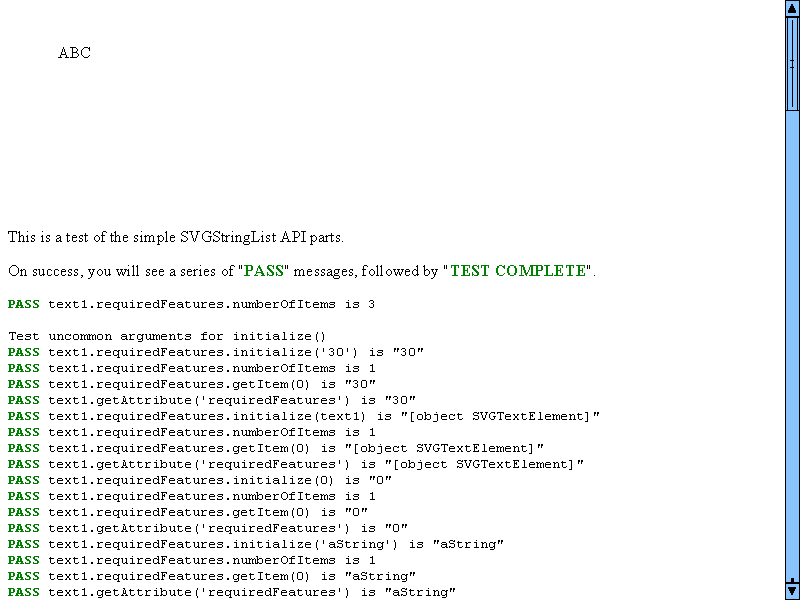 ABC
This is a test of the simple SVGStringList API parts.
On success, you will see a series of "PASS" messages, followed by "TEST COMPLETE".
PASS text1.requiredFeatures.numberOfItems is 3
Test uncommon arguments for initialize()
PASS text1.requiredFeatures.initialize('30') is "30"
PASS text1.requiredFeatures.numberOfItems is 1
PASS text1.requiredFeatures.getItem(0) is "30"
PASS text1.getAttribute('requiredFeatures') is "30"
PASS text1.requiredFeatures.initialize(text1) is "[object SVGTextElement]"
PASS text1.requiredFeatures.numberOfItems is 1
PASS text1.requiredFeatures.getItem(0) is "[object SVGTextElement]"
PASS text1.getAttribute('requiredFeatures') is "[object SVGTextElement]"
PASS text1.requiredFeatures.initialize(0) is "0"
PASS text1.requiredFeatures.numberOfItems is 1
PASS text1.requiredFeatures.getItem(0) is "0"
PASS text1.getAttribute('requiredFeatures') is "0"
PASS text1.requiredFeatures.initialize('aString') is "aString"
PASS text1.requiredFeatures.numberOfItems is 1
PASS text1.requiredFeatures.getItem(0) is "aString"
PASS text1.getAttribute('requiredFeatures') is "aString"